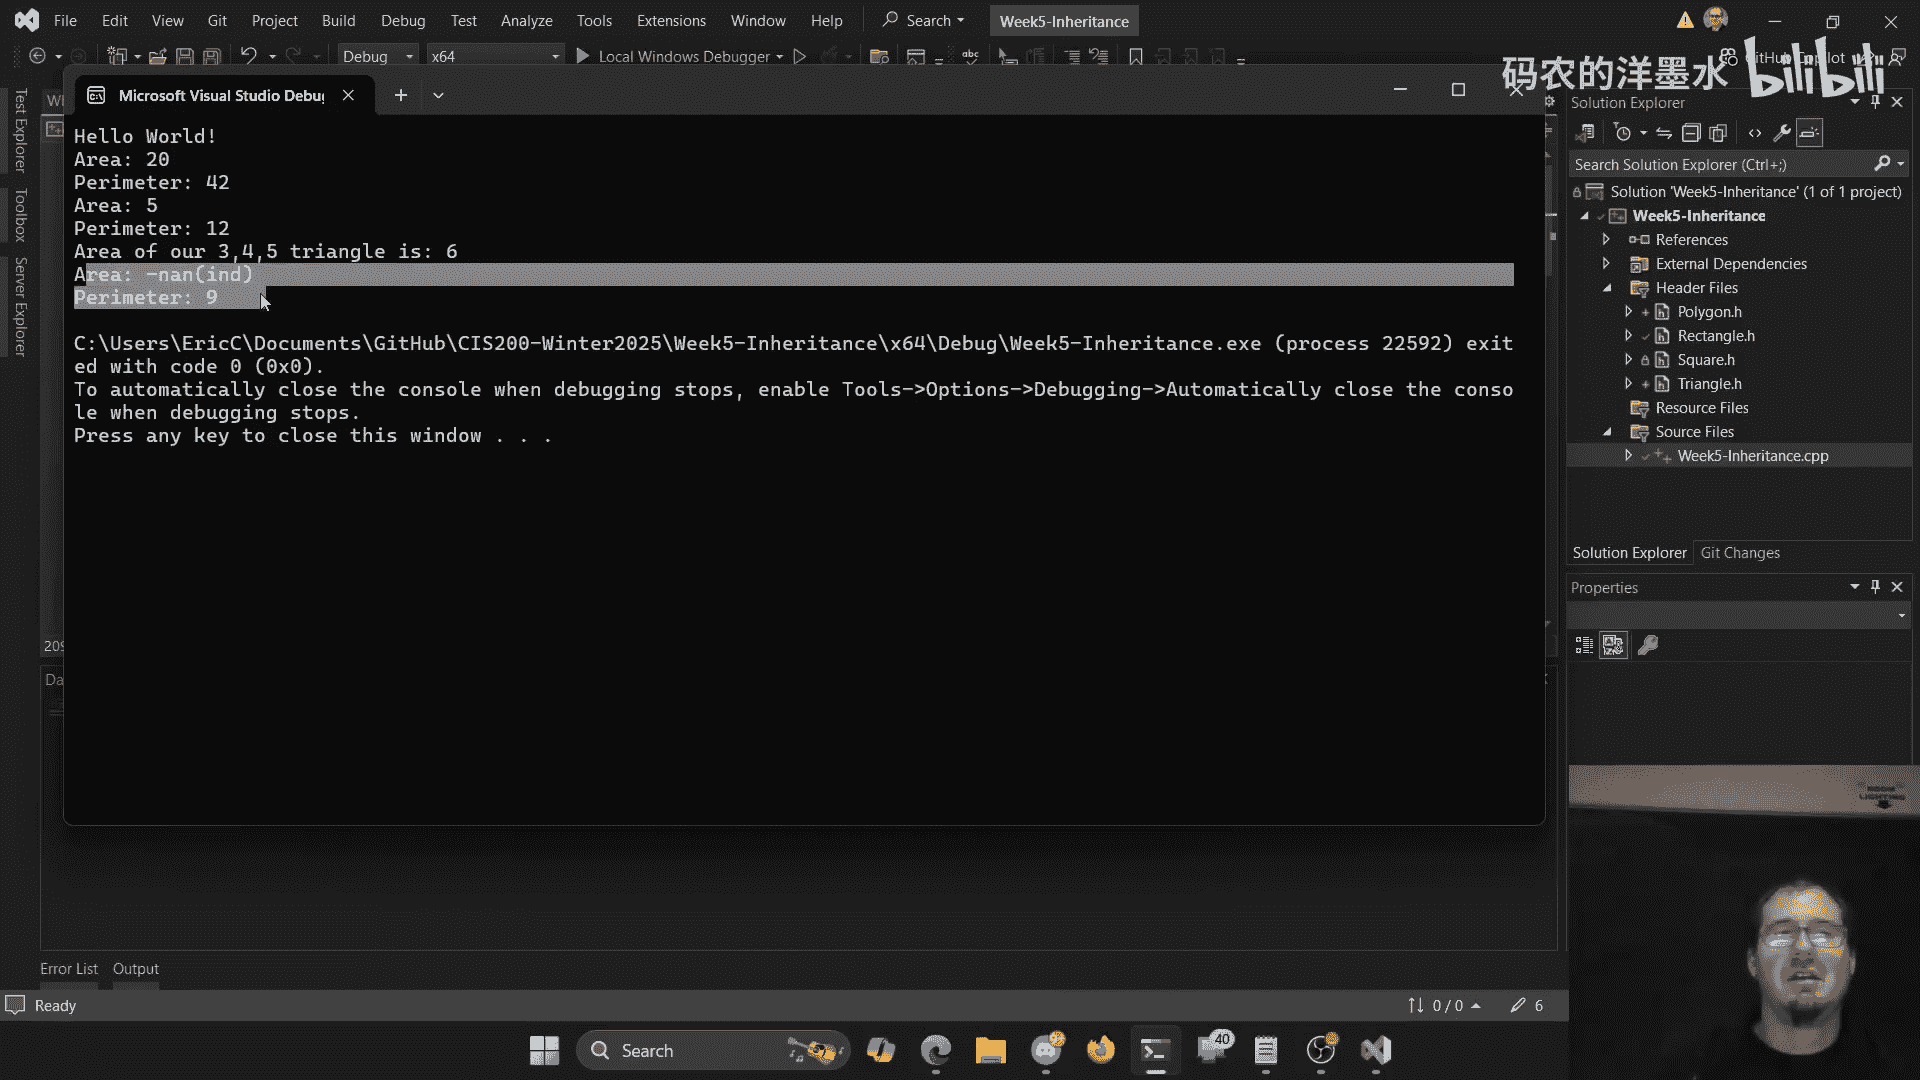 File Edit View Git Project Build Debug Test Analyze Tools Extensions Window Help Search Week5-Inheritance
Debug x64 Local Windows Debugger
码农的洋墨水 bilibili
Microsoft Visual Studio Debu
Hello World!
Area: 20
Perimeter: 42
Area: 5
Perimeter: 12
Area of our 3,4,5 triangle is: 6
Area: -nan(ind)
Perimeter: 9
C:\Users\EricC\Documents\GitHub\CIS200-Winter2025\Week5-Inheritance\x64\Debug\Week5-Inheritance.exe (process 22592) exit
ed with code 0 (0x0).
To automatically close the console when debugging stops, enable Tools->Options->Debugging->Automatically close the conso
le when debugging stops.
Press any key to close this window . . .
Test Explorer
Toolbox
Server Explorer
Solution Explorer
Search Solution Explorer (Ctrl+;)
Solution 'Week5-Inheritance' (1 of 1 project)
Week5-Inheritance
References
External Dependencies
Header Files
Polygon.h
Rectangle.h
Square.h
Triangle.h
Resource Files
Source Files
Week5-Inheritance.cpp
Solution Explorer Git Changes
Properties
Error List Output
Ready 0 / 0 6
Search 40